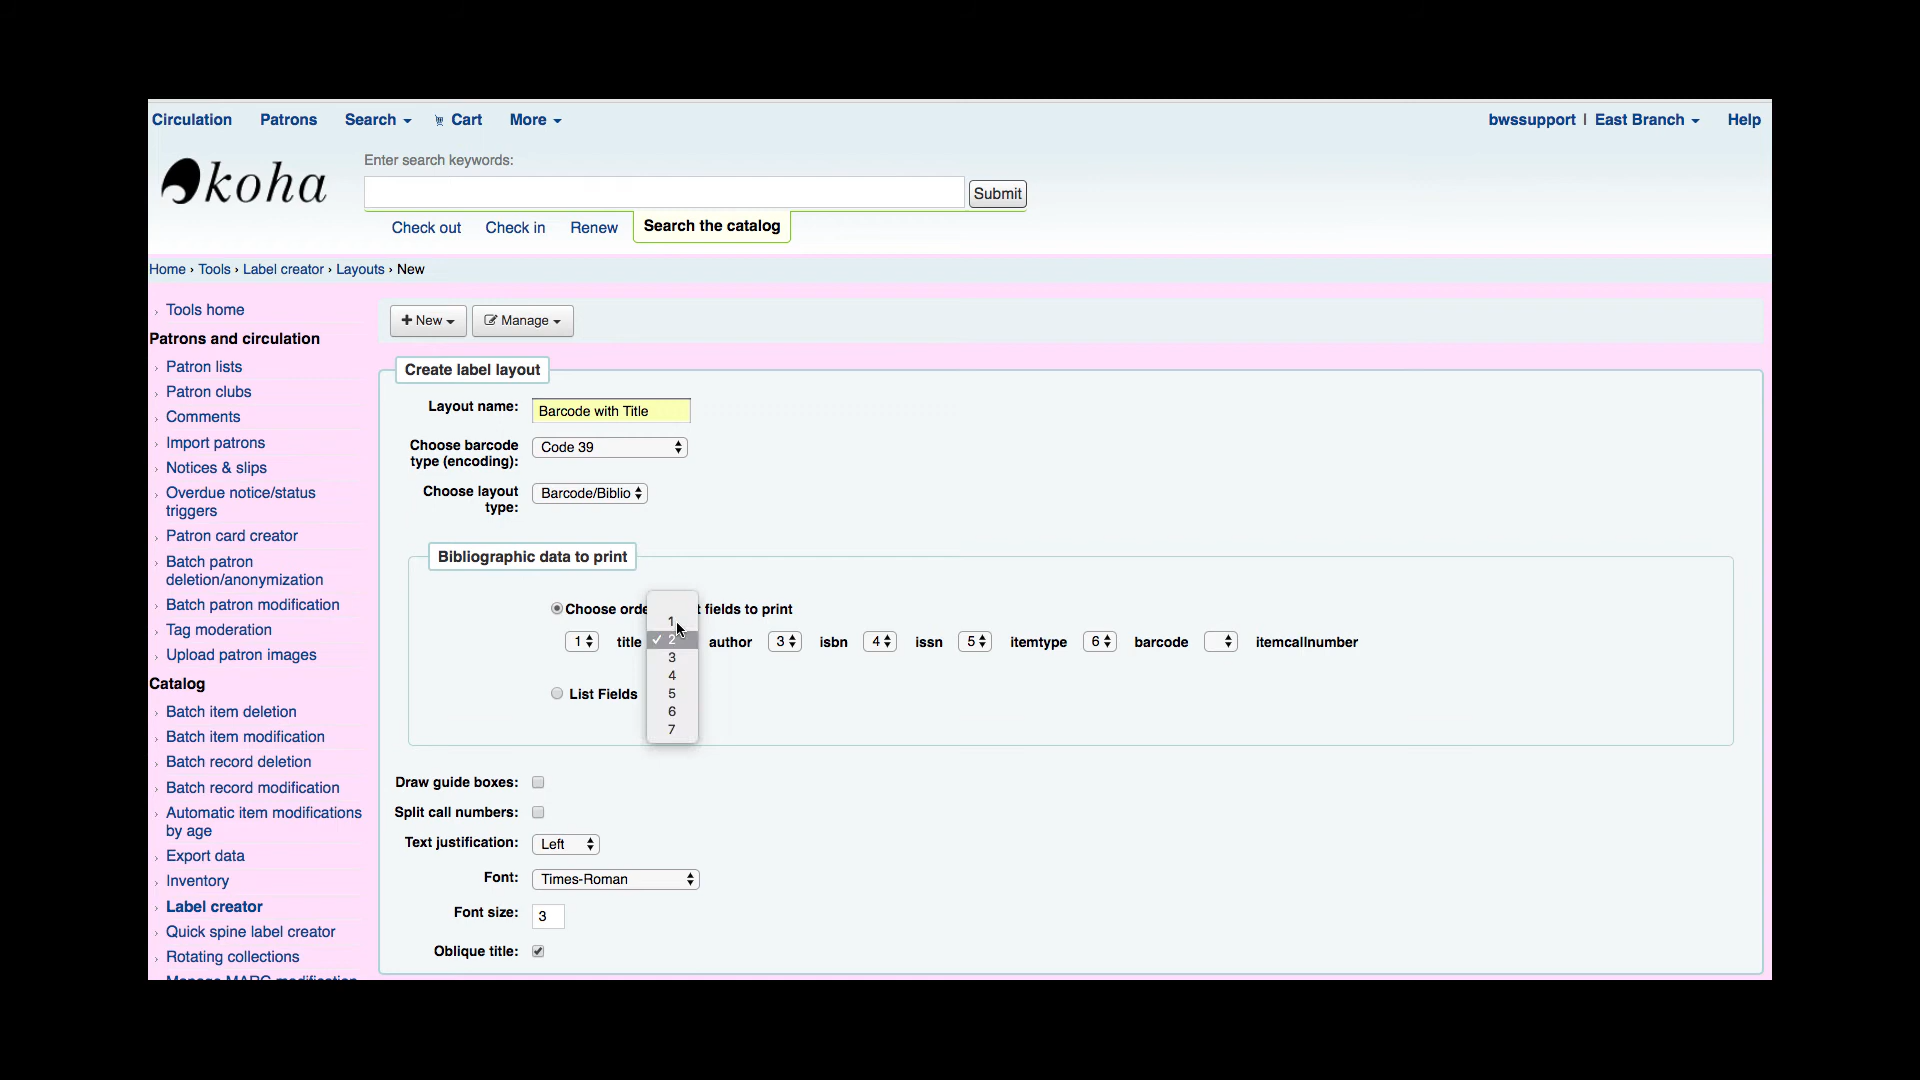 Circulation Patrons Search Cart More bwssupport | East Branch Help
koha
Enter search keywords:
Submit
Check out Check in Renew Search the catalog
Home › Tools › Label creator › Layouts › New
Tools home
Patrons and circulation
Patron lists
Patron clubs
Comments
Import patrons
Notices & slips
Overdue notice/status
triggers
Patron card creator
Batch patron
deletion/anonymization
Batch patron modification
Tag moderation
Upload patron images
Catalog
Batch item deletion
Batch item modification
Batch record deletion
Batch record modification
Automatic item modifications
by age
Export data
Inventory
Label creator
Quick spine label creator
Rotating collections
Manage MARC modification
New Manage
Create label layout
Layout name: Barcode with Title
Choose barcode
type (encoding): Code 39
Choose layout
type: Barcode/Biblio
Bibliographic data to print
Choose orde t fields to print
1 title 2 author 3 isbn 4 issn 5 itemtype 6 barcode itemcallnumber
1
✓ 2
3
4
5
6
7
List Fields
Draw guide boxes:
Split call numbers:
Text justification: Left
Font: Times-Roman
Font size: 3
Oblique title: